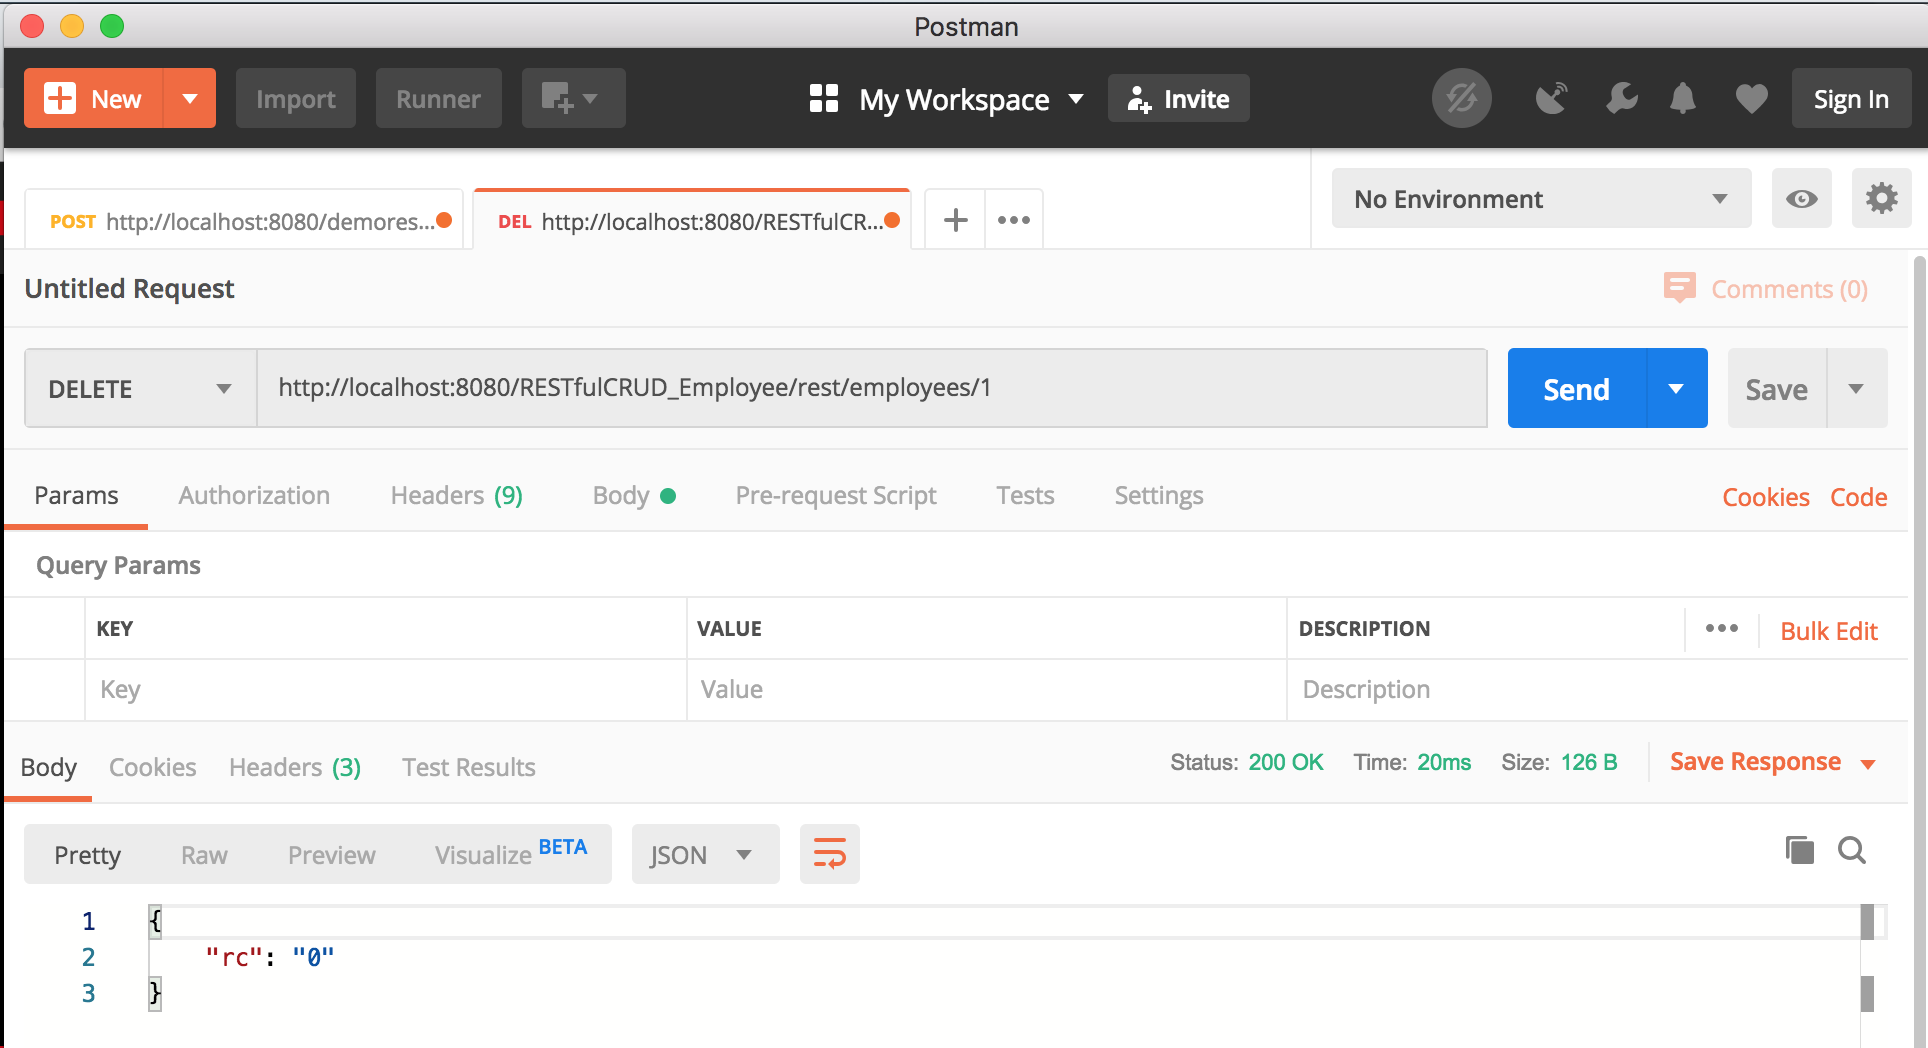 Postman
New Import Runner My Workspace Invite Sign In
POST http://localhost:8080/demores... DEL http://localhost:8080/RESTfulCR... No Environment
Untitled Request Comments (0)
DELETE http://localhost:8080/RESTfulCRUD_Employee/rest/employees/1 Send Save
Params Authorization Headers (9) Body Pre-request Script Tests Settings Cookies Code
Query Params
KEY VALUE DESCRIPTION Bulk Edit
Key Value Description
Body Cookies Headers (3) Test Results Status: 200 OK Time: 20ms Size: 126 B Save Response
Pretty Raw Preview Visualize BETA JSON
1 {
2 "rc": "0"
3 }